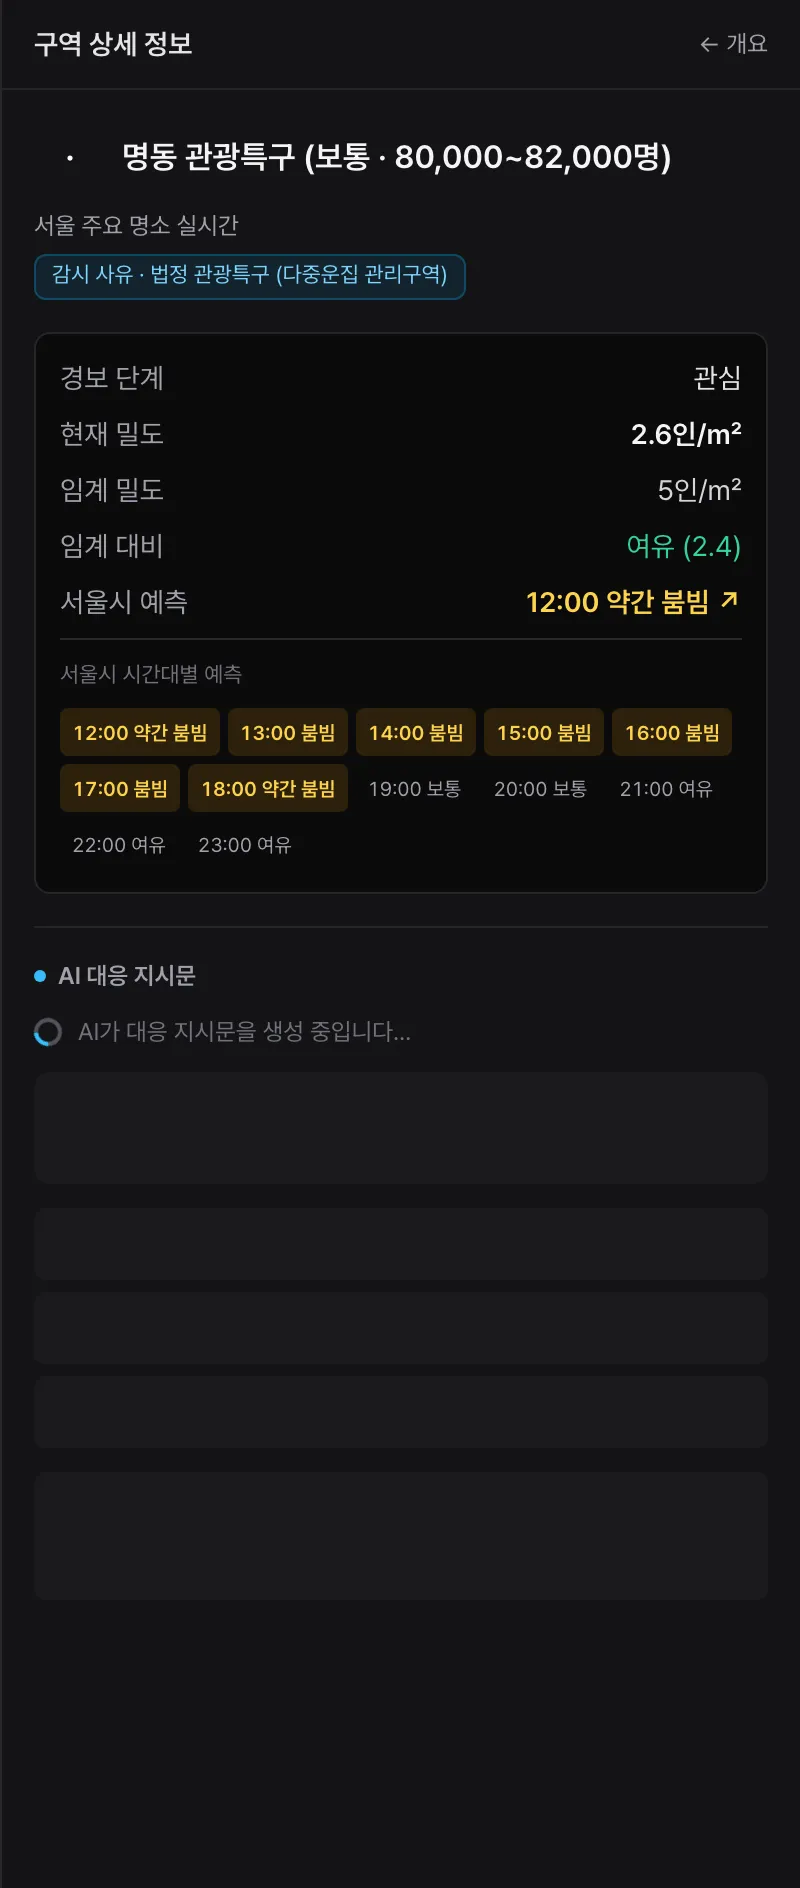 구역 상세 정보
← 개요
· 명동 관광특구 (보통 · 80,000~82,000명)
서울 주요 명소 실시간
감시 사유 · 법정 관광특구 (다중운집 관리구역)
경보 단계 관심
현재 밀도 2.6인/m²
임계 밀도 5인/m²
임계 대비 여유 (2.4)
서울시 예측 12:00 약간 붐빔 ↗
서울시 시간대별 예측
12:00 약간 붐빔 13:00 붐빔 14:00 붐빔 15:00 붐빔 16:00 붐빔
17:00 붐빔 18:00 약간 붐빔 19:00 보통 20:00 보통 21:00 여유
22:00 여유 23:00 여유
AI 대응 지시문
AI가 대응 지시문을 생성 중입니다...